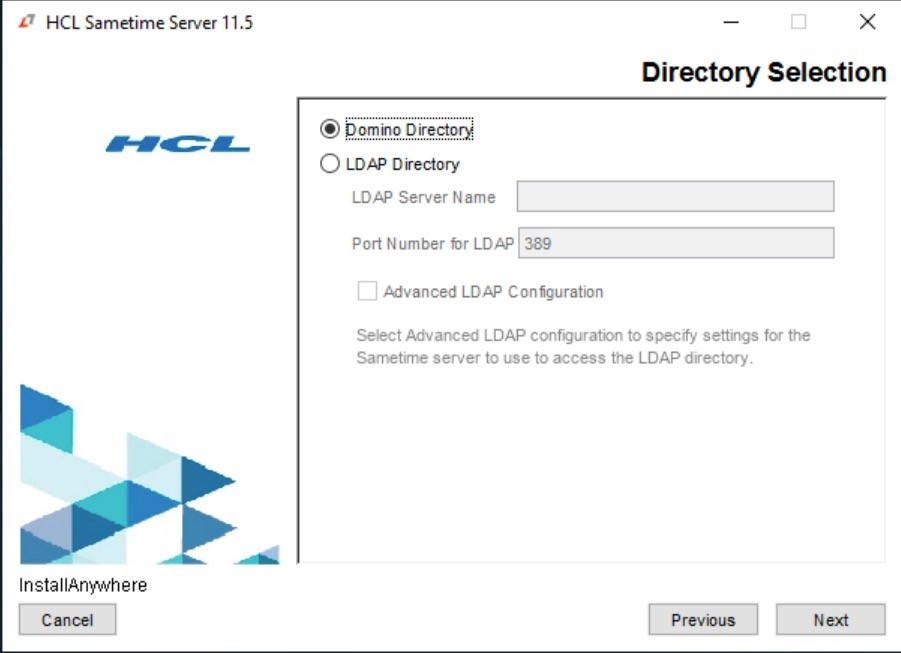 HCL Sametime Server 11.5
Directory Selection
HCL
Domino Directory
LDAP Directory
LDAP Server Name
Port Number for LDAP 389
Advanced LDAP Configuration
Select Advanced LDAP configuration to specify settings for the
Sametime server to use to access the LDAP directory.
InstallAnywhere
Cancel Previous Next